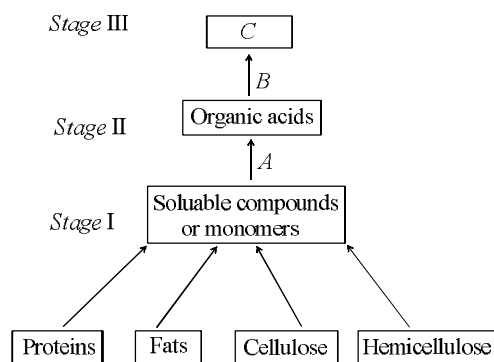 Stage III
C
B
Organic acids
Stage II
A
Soluable compounds
or monomers
Stage I
Proteins
Fats
Cellulose
Hemicellulose